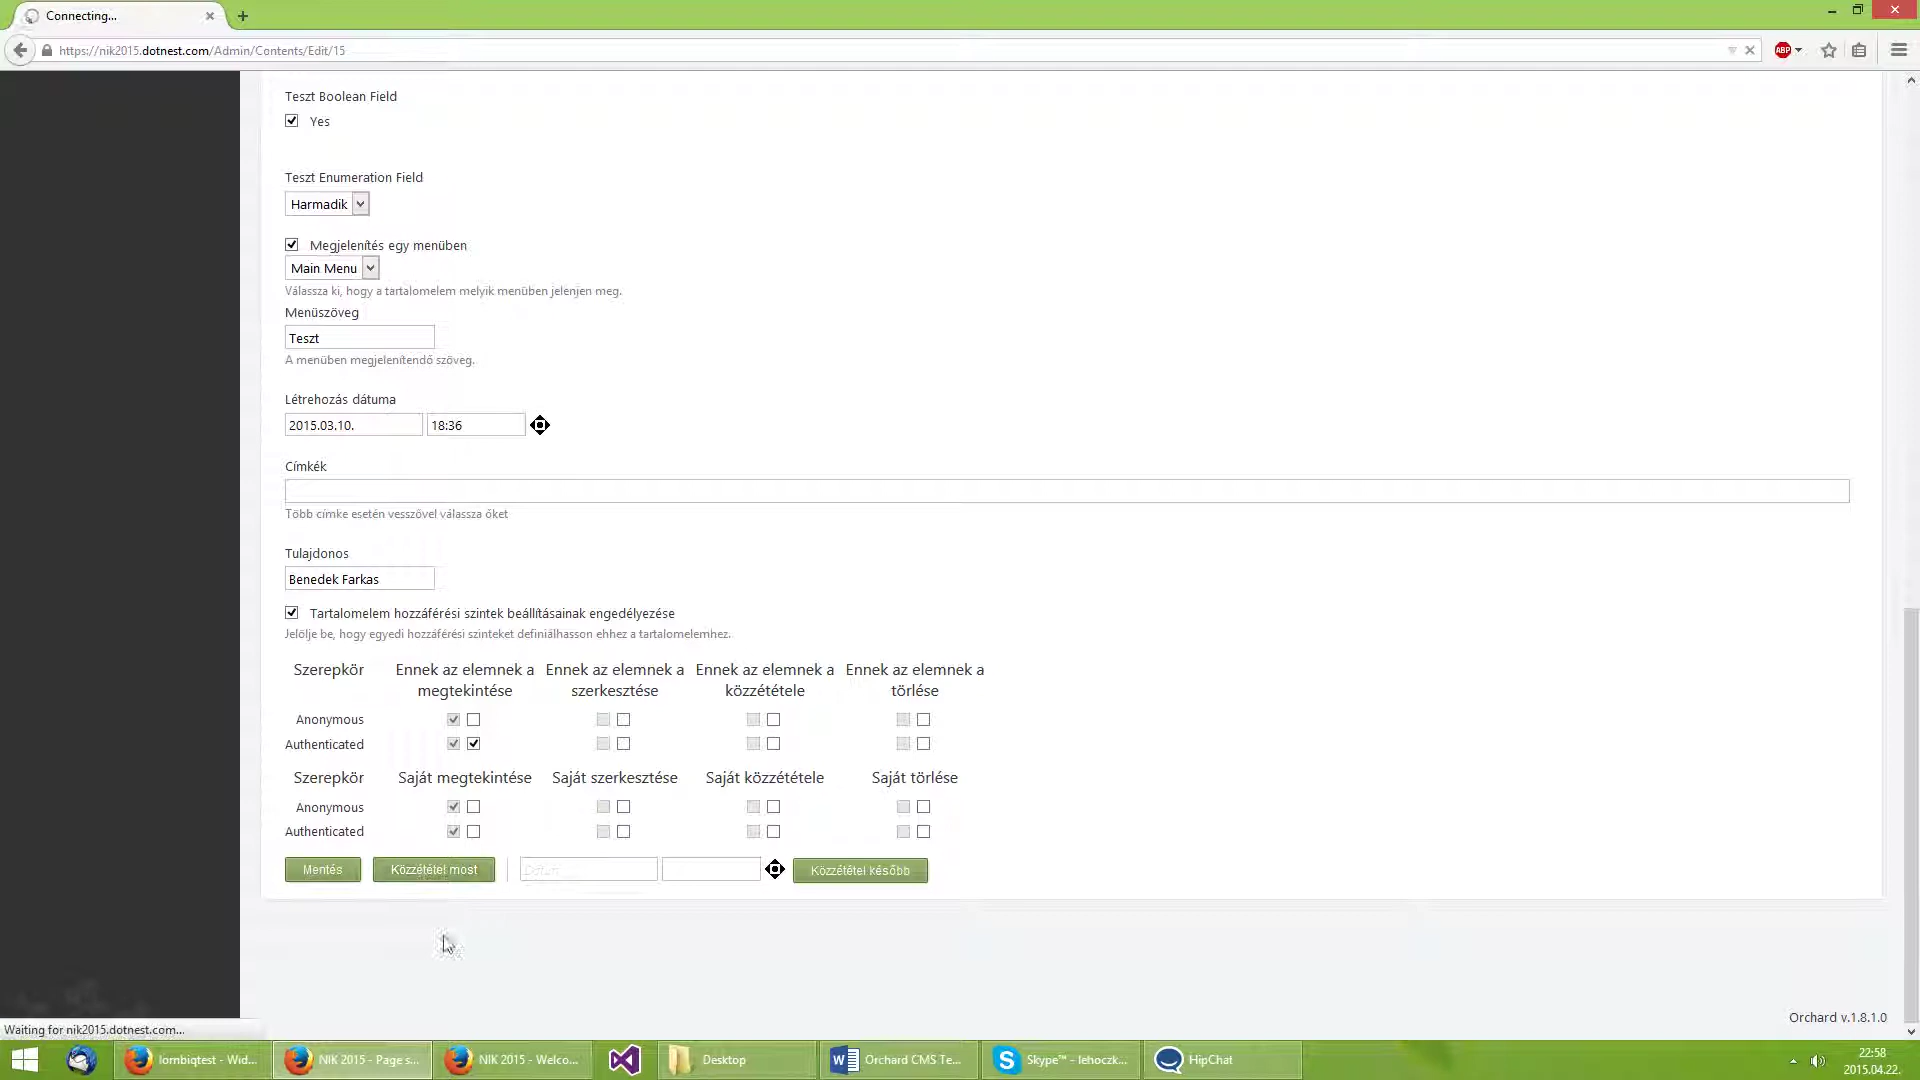 Connecting...
https://nik2015.dotnest.com/Admin/Contents/Edit/15
ABP
Teszt Boolean Field
Yes
Teszt Enumeration Field
Harmadik
Megjelenítés egy menüben
Main Menu
Válassza ki, hogy a tartalomelem melyik menüben jelenjen meg.
Menüszöveg
Teszt
A menüben megjelenítendő szöveg.
Létrehozás dátuma
2015.03.10. 18:36
Címkék
Több címke esetén vesszővel válassza őket
Tulajdonos
Benedek Farkas
Tartalomelem hozzáférési szintek beállításainak engedélyezése
Jelölje be, hogy egyedi hozzáférési szinteket definiálhasson ehhez a tartalomelemhez.
Szerepkör Ennek az elemnek a megtekintése Ennek az elemnek a szerkesztése Ennek az elemnek a közzététele Ennek az elemnek a törlése
Anonymous
Authenticated
Szerepkör Saját megtekintése Saját szerkesztése Saját közzététele Saját törlése
Anonymous
Authenticated
Mentés Közzététel most Dátum Közzététel később
Orchard v.1.8.1.0
Waiting for nik2015.dotnest.com...
lombiqtest - Wid... NIK 2015 - Page s... NIK 2015 - Welco... Desktop Orchard CMS Te... Skype™ - lehoczk... HipChat
22:58
2015.04.22.